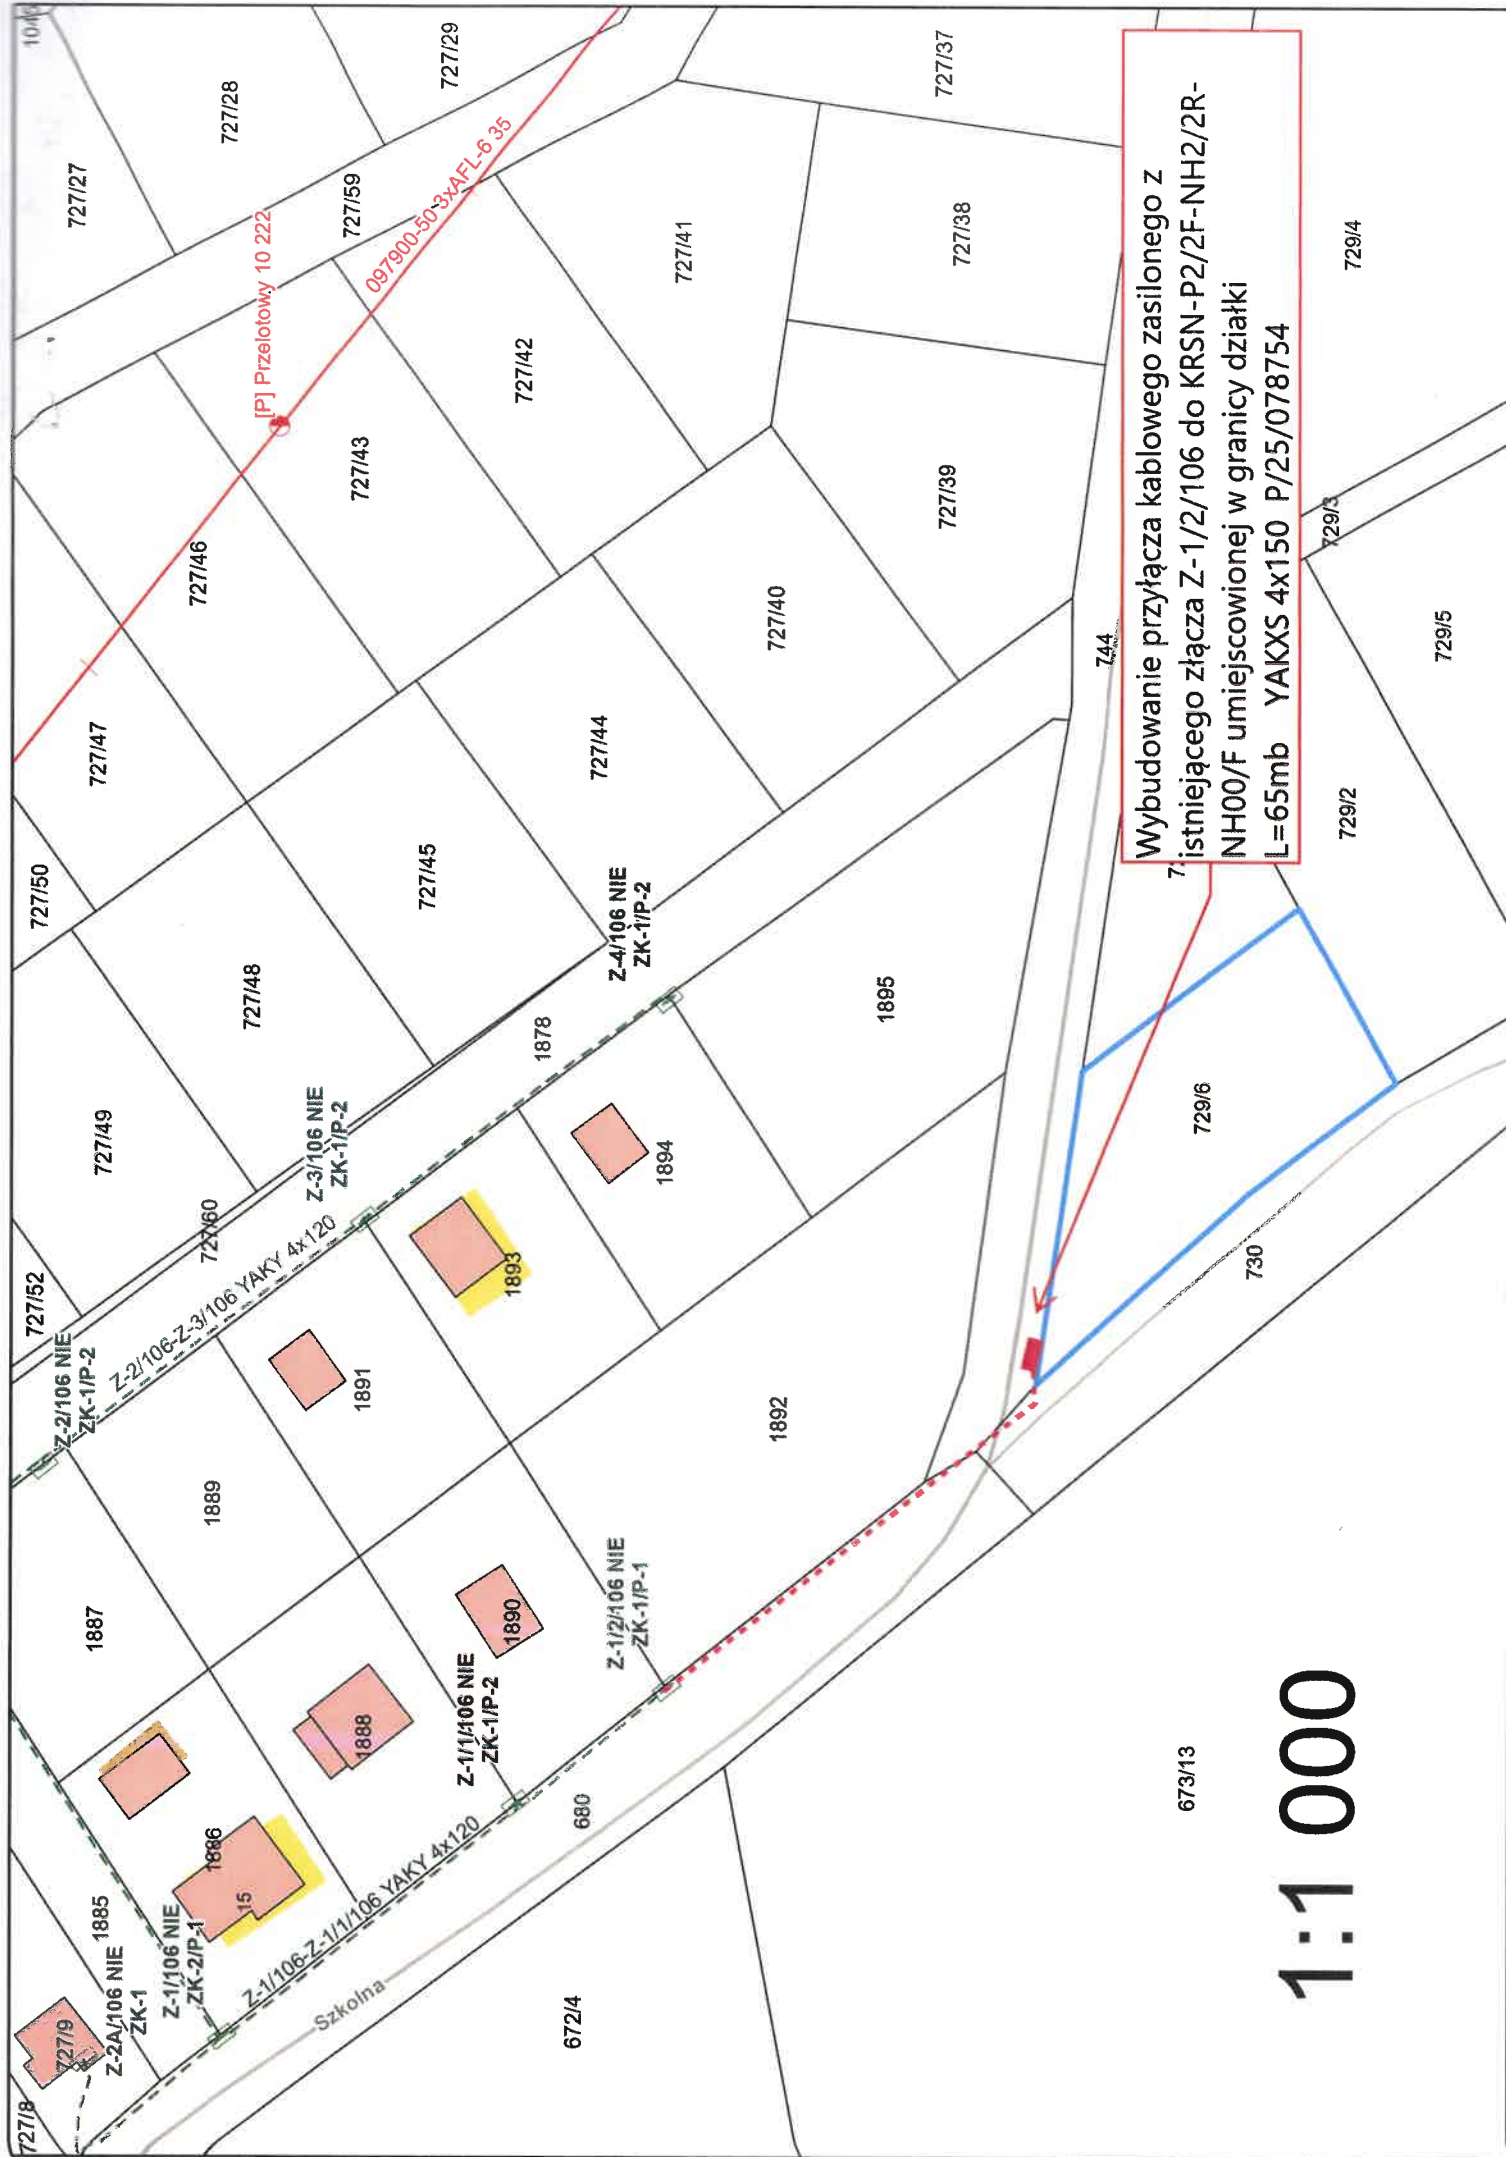 Wybudowanie przyłącza kablowego zasilonego z
istniejącego złącza Z-1/2/106 do KRSN-P2/2F-NH2/2R-
NH00/F umiejscowionej w granicy działki
L=65mb YAKXS 4x150 P/25/078754
727/8
727/9
Z-2A/106 NIE
ZK-1
1885
Z-1/106 NIE
ZK-2/P-1
1886
15
1887
1888
Z-1/106-Z-1/1/106 YAKY 4x120
Szkolna
Z-1/1/106 NIE
ZK-1/P-2
680
672/4
673/13
1889
1890
Z-1/2/106 NIE
ZK-1/P-1
Z-2/106 NIE
ZK-1/P-2
Z-2/106-Z-3/106 YAKY 4x120
1891
1892
1893
1894
1895
727/52
727/60
727/49
Z-3/106 NIE
ZK-1/P-2
1878
727/50
727/48
727/45
Z-4/106 NIE
ZK-1/P-2
727/47
727/46
727/44
727/43
727/42
727/40
727/39
727/41
727/38
727/37
727/27
727/28
727/29
727/59
[P] Przelotowy 10 222
097900-50 3xAFL-6 35
744
729/4
729/3
729/5
729/2
729/6
730
1:1 000